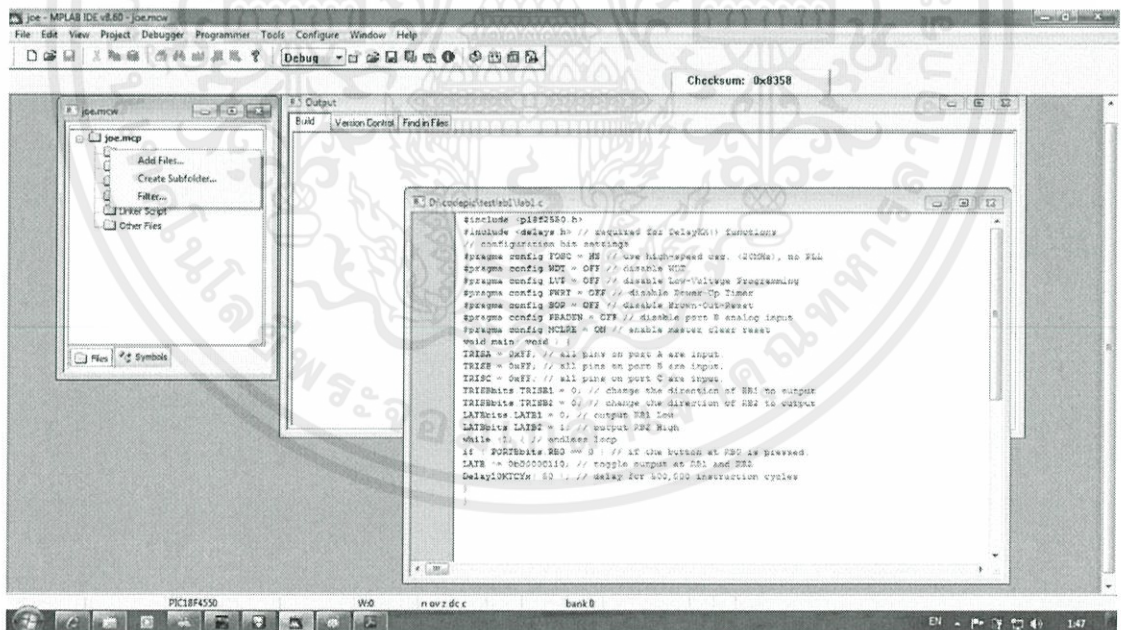 joe - MPLAB IDE v8.60 - joe.mcw
File Edit View Project Debugger Programmer Tools Configure Window Help
Debug
Checksum: 0x8358
joe.mcw
joe.mcp
Add Files...
Create Subfolder...
Filter...
Linker Script
Other Files
Files Symbols
Output
Build Version Control Find in Files
D:\codepic\test\lab1\lab1.c
#include <p18f2550.h>
#include <delays.h> // required for DelayKX() functions
// configuration bit settings
#pragma config FOSC = HS // use high-speed osc. (20MHz), no PLL
#pragma config WDT = OFF // disable WDT
#pragma config LVP = OFF // disable Low-Voltage Programming
#pragma config PWRT = OFF // disable Power-Up Timer
#pragma config BOR = OFF // disable Brown-Out-Reset
#pragma config PBADEN = OFF // disable port B analog input
#pragma config MCLRE = ON // enable master clear reset
void main( void ) {
TRISA = 0xFF; // all pins on port A are input.
TRISB = 0xFF; // all pins on port B are input.
TRISC = 0xFF; // all pins on port C are input.
TRISBbits.TRISB1 = 0; // change the direction of RB1 to output
TRISBbits.TRISB2 = 0; // change the direction of RB2 to output
LATBbits.LATB1 = 0; // output RB1 Low
LATBbits.LATB2 = 1; // output RB2 High
while (1) { // endless loop
if ( PORTBbits.RB0 == 0 ) // if the button at RB0 is pressed.
LATB ^= 0b00000110; // toggle output at RB1 and RB2
Delay10KTCYx( 60 ); // delay for 600,000 instruction cycles
}
}
PIC18F4550 W:0 n ov z dc c bank 0
EN 1:47